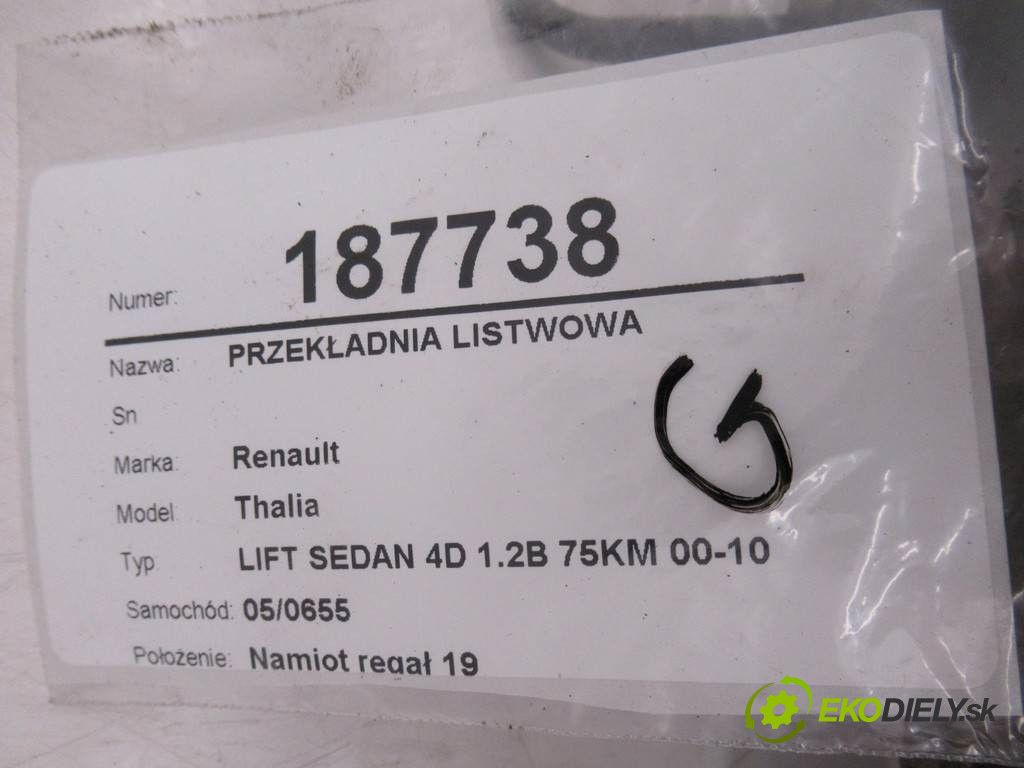 Numer: 187738
Nazwa: PRZEKŁADNIA LISTWOWA
Sn
Marka: Renault
Model Thalia
Typ LIFT SEDAN 4D 1.2B 75KM 00-10
Samochód: 05/0655
Położenie: Namiot regał 19
G
EKODIELY.sk